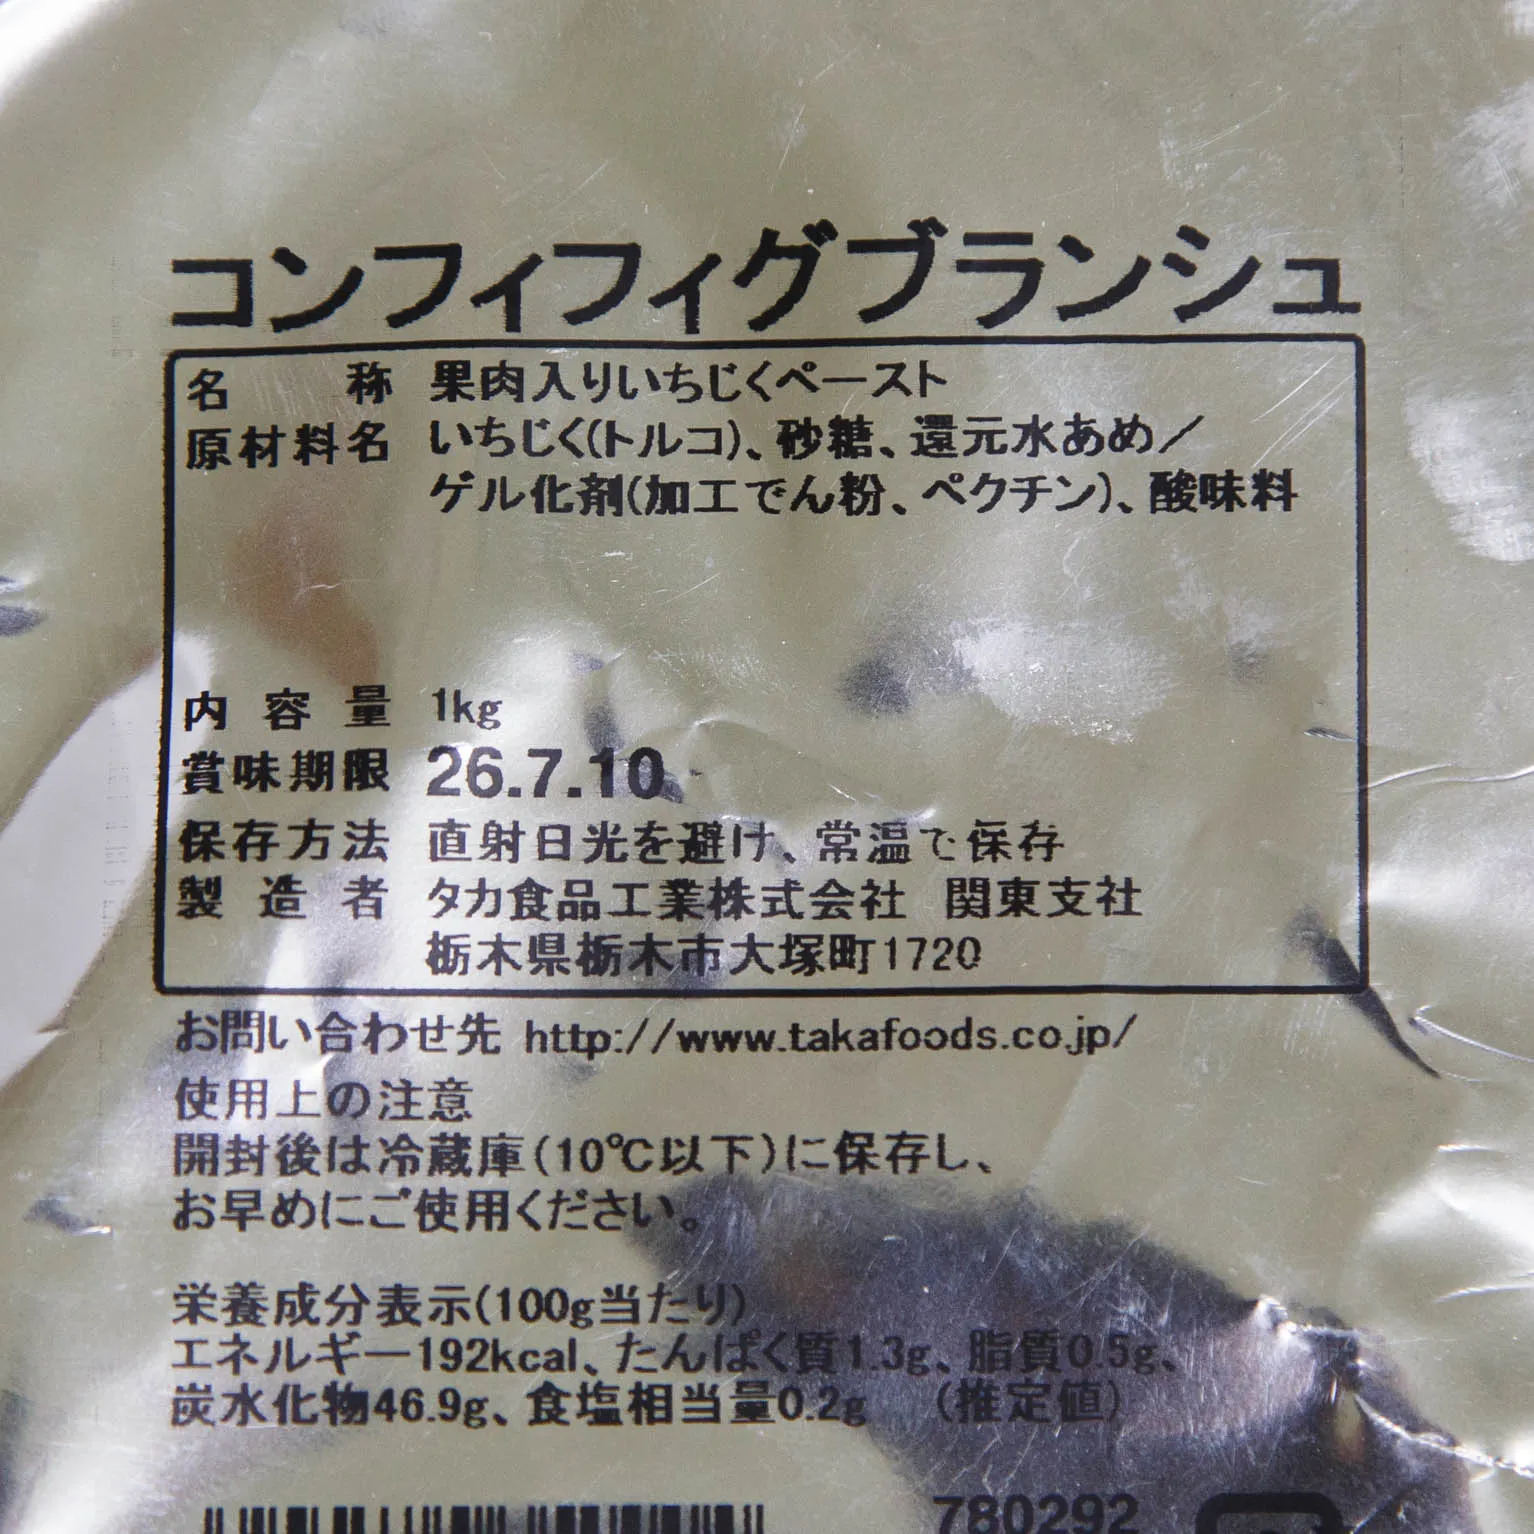 コンフィフィグブランシュ
名称 果肉入りいちじくペースト
原材料名 いちじく(トルコ)、砂糖、還元水あめ／
ゲル化剤(加工でん粉、ペクチン)、酸味料
内容量 1kg
賞味期限 26.7.10
保存方法 直射日光を避け、常温で保存
製造者 タカ食品工業株式会社 関東支社
栃木県栃木市大塚町1720
お問い合わせ先 http://www.takafoods.co.jp/
使用上の注意
開封後は冷蔵庫(10℃以下)に保存し、
お早めにご使用ください。
栄養成分表示(100g当たり)
エネルギー192kcal、たんぱく質1.3g、脂質0.5g、
炭水化物46.9g、食塩相当量0.2g (推定値)
780292